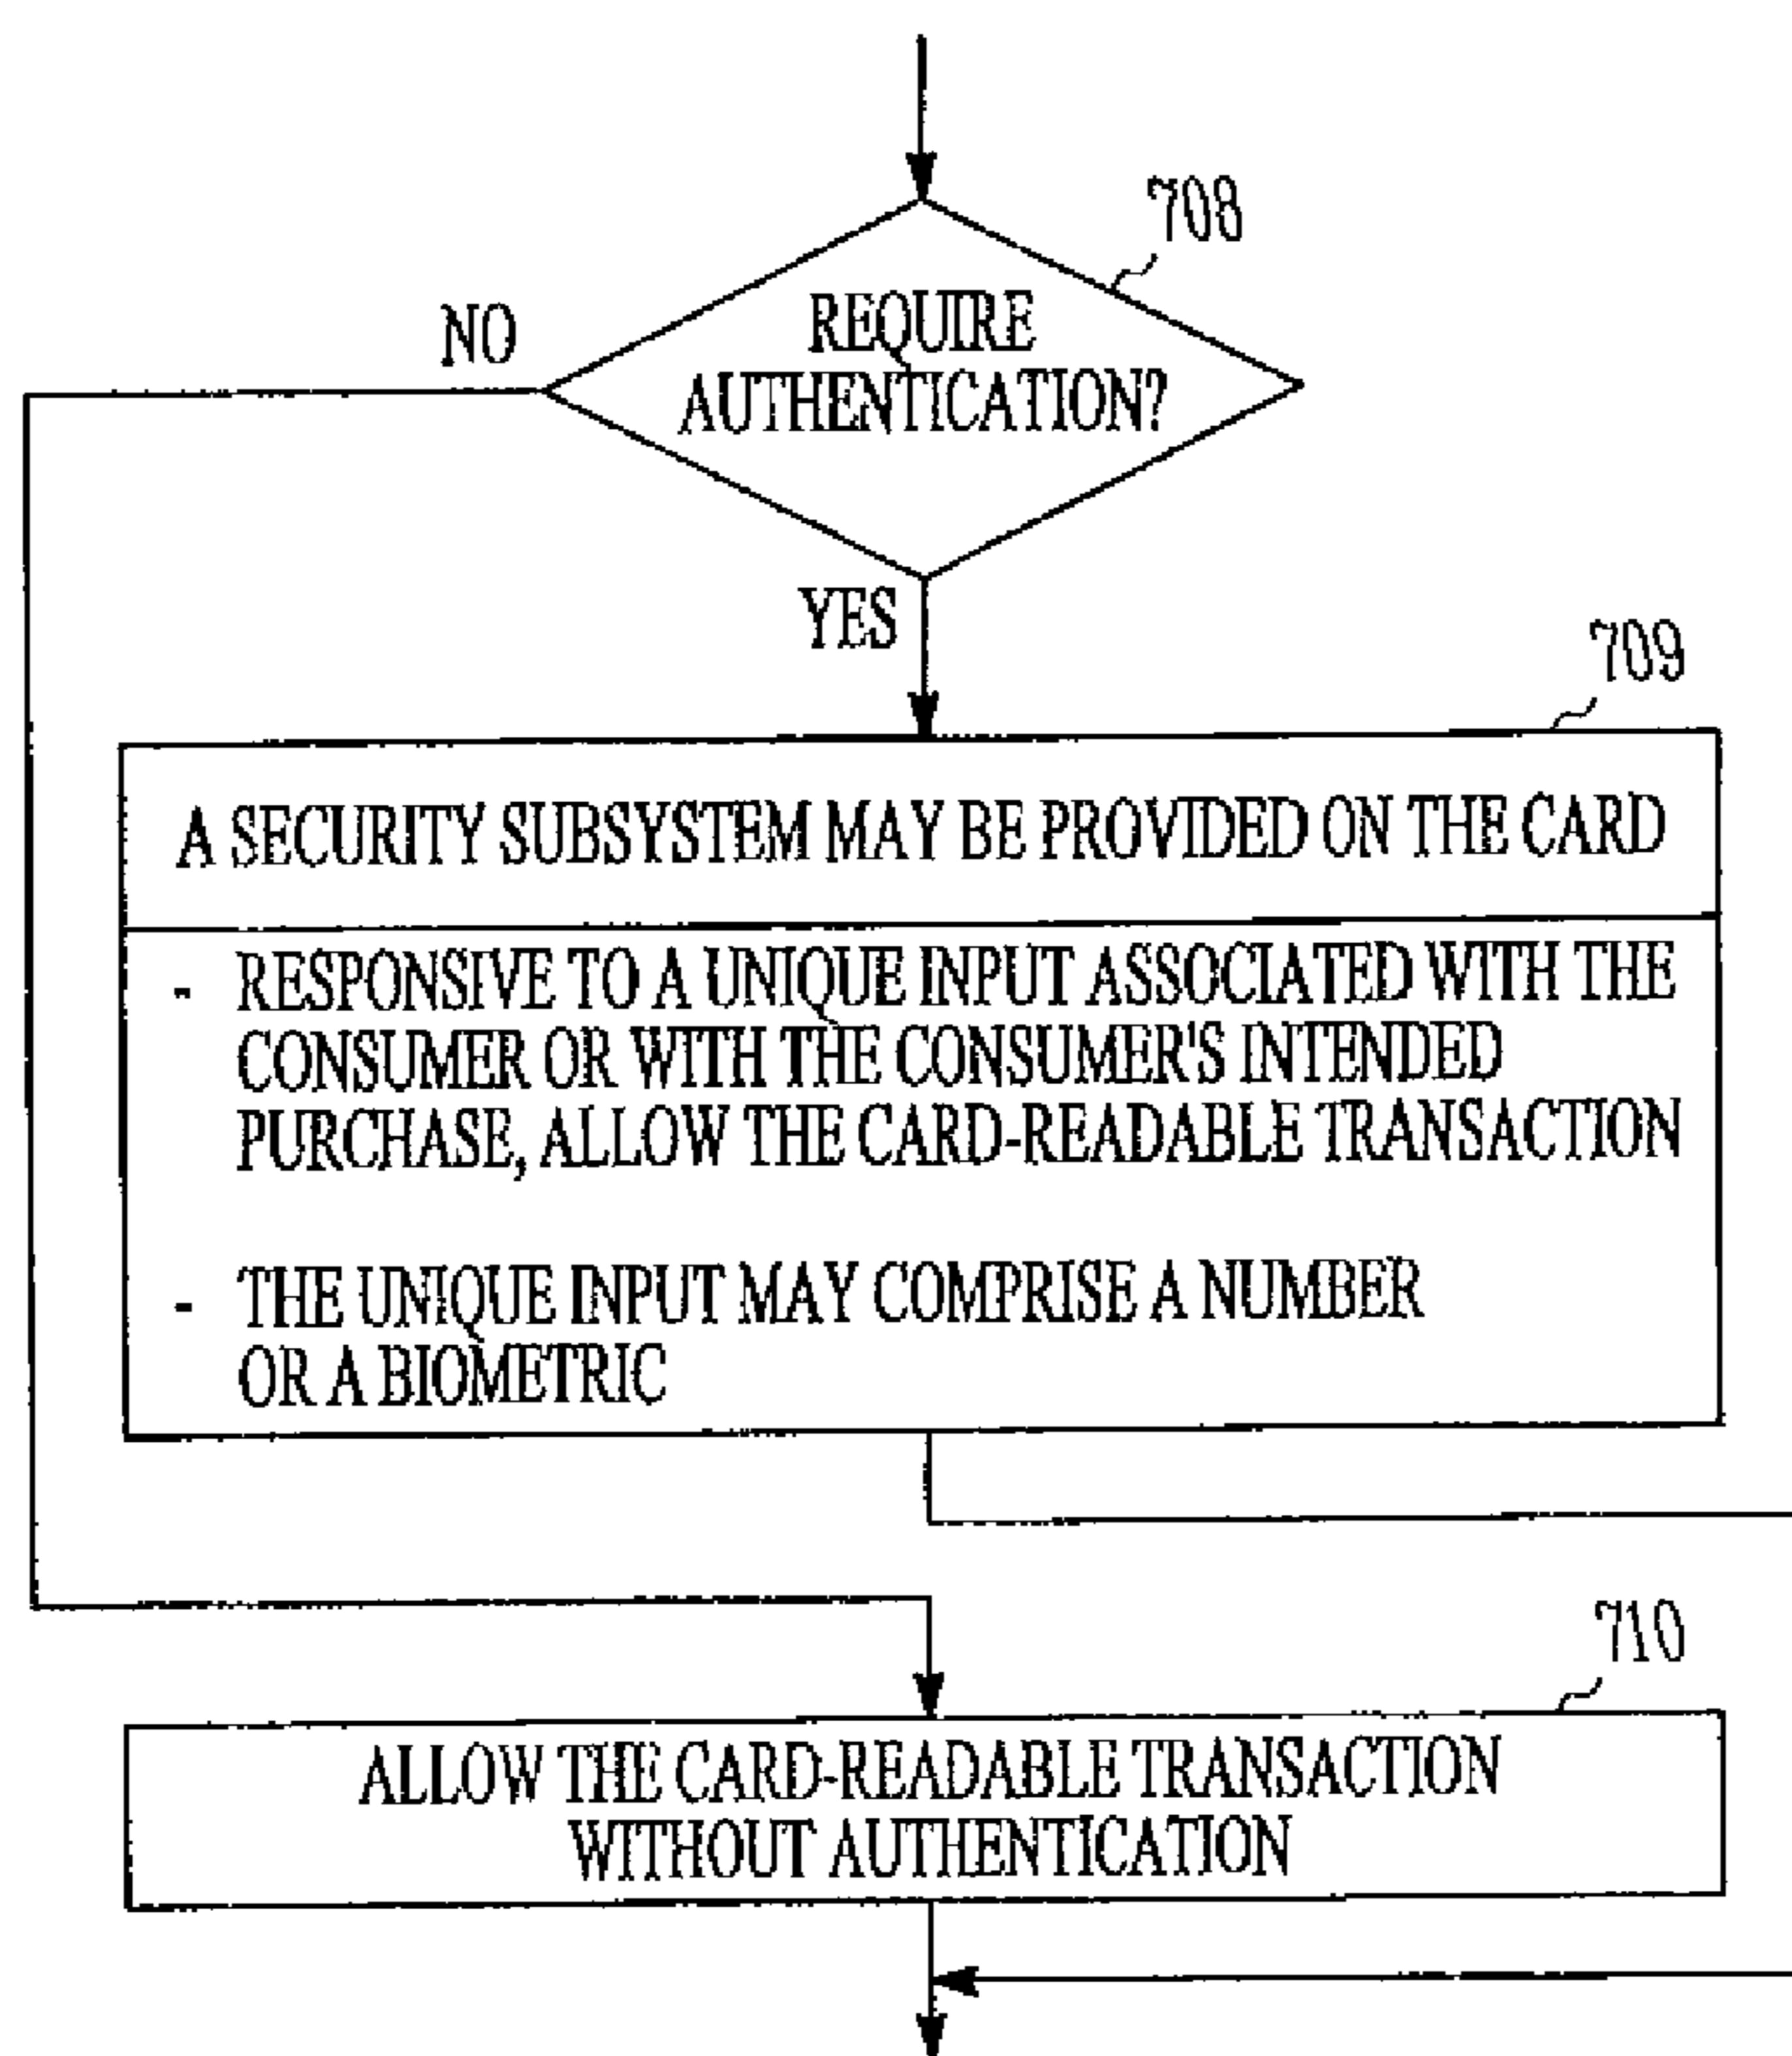 708
NO
REQUIRE
AUTHENTICATION?
YES
709
A SECURITY SUBSYSTEM MAY BE PROVIDED ON THE CARD
- RESPONSIVE TO A UNIQUE INPUT ASSOCIATED WITH THE
CONSUMER OR WITH THE CONSUMER'S INTENDED
PURCHASE, ALLOW THE CARD-READABLE TRANSACTION
- THE UNIQUE INPUT MAY COMPRISE A NUMBER
OR A BIOMETRIC
710
ALLOW THE CARD-READABLE TRANSACTION
WITHOUT AUTHENTICATION